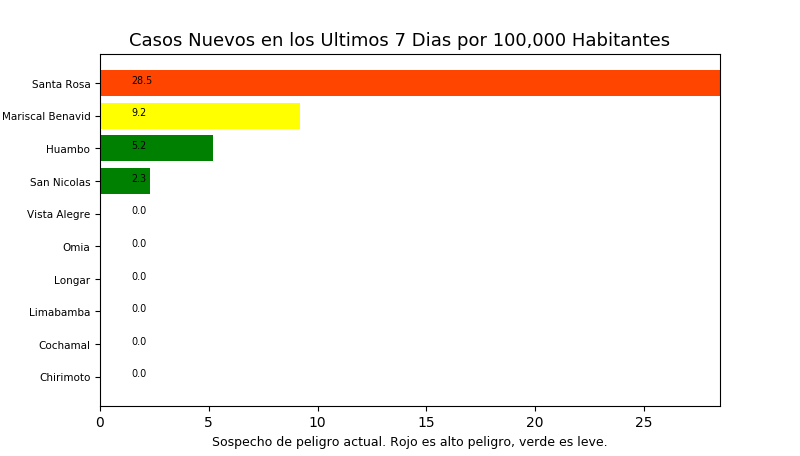 Casos Nuevos en los Ultimos 7 Dias por 100,000 Habitantes
Santa Rosa 28.5
Mariscal Benavid 9.2
Huambo 5.2
San Nicolas 2.3
Vista Alegre 0.0
Omia 0.0
Longar 0.0
Limabamba 0.0
Cochamal 0.0
Chirimoto 0.0
0 5 10 15 20 25
Sospecho de peligro actual. Rojo es alto peligro, verde es leve.